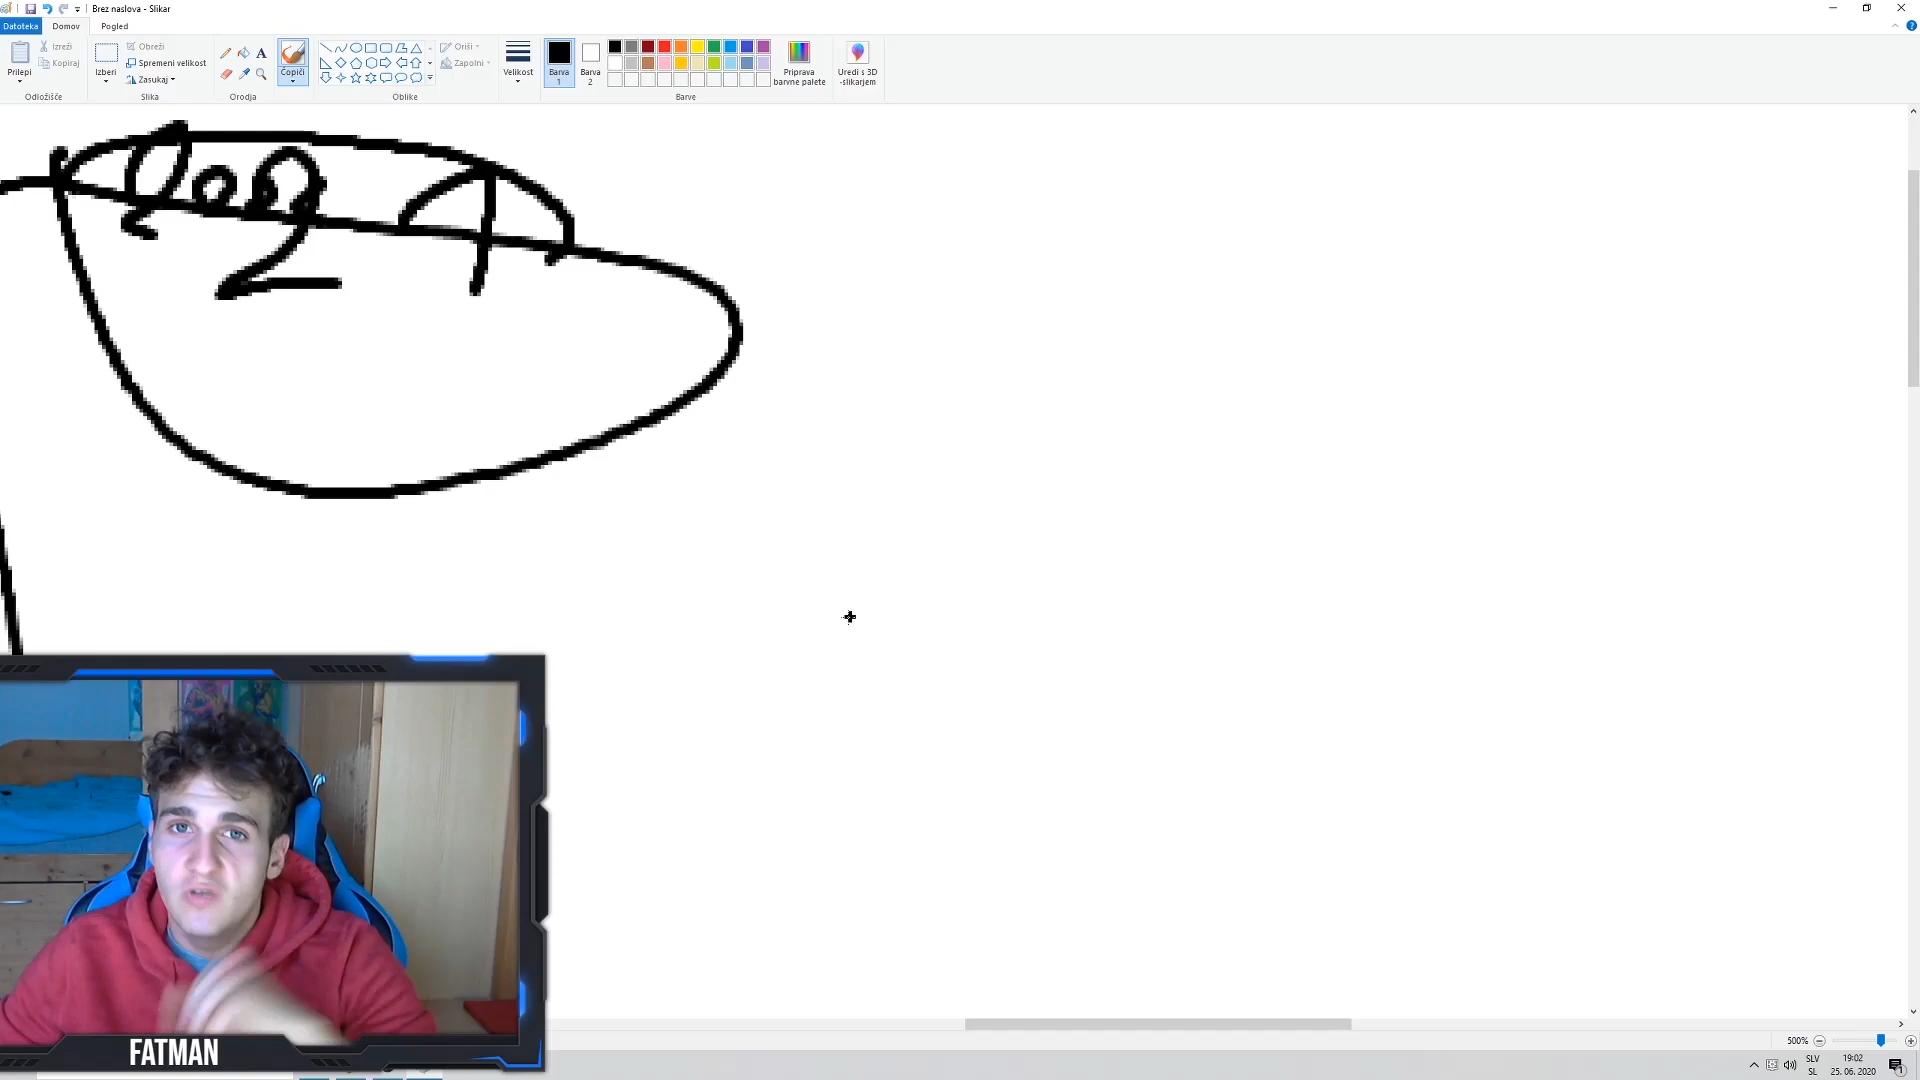 Brez naslova - Slikar
Datoteka Domov Pogled
Prilepi
Izreži
Kopiraj
Odložišče
Izberi
Obreži
Spremeni velikost
Zasukaj
Slika
Orodja
Čopiči
Oriši
Zapolni
Oblike
Velikost
Barva 1
Barva 2
Barve
Priprava barvne palete
Uredi s 3D-slikarjem
FATMAN
500%
SLV
SL
19:02
25. 06. 2020